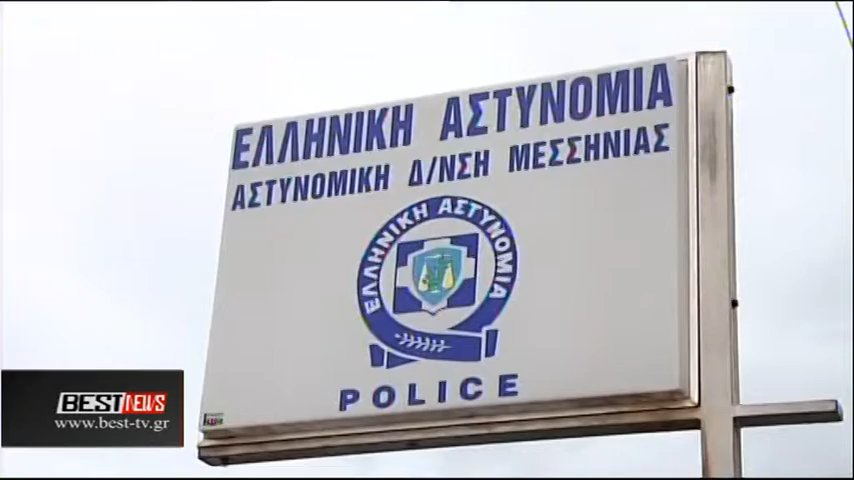 ΕΛΛΗΝΙΚΗ ΑΣΤΥΝΟΜΙΑ
ΑΣΤΥΝΟΜΙΚΗ Δ/ΝΣΗ ΜΕΣΣΗΝΙΑΣ
ΕΛΛΗΝΙΚΗ ΑΣΤΥΝΟΜΙΑ
POLICE
BESTNEWS
www.best-tv.gr